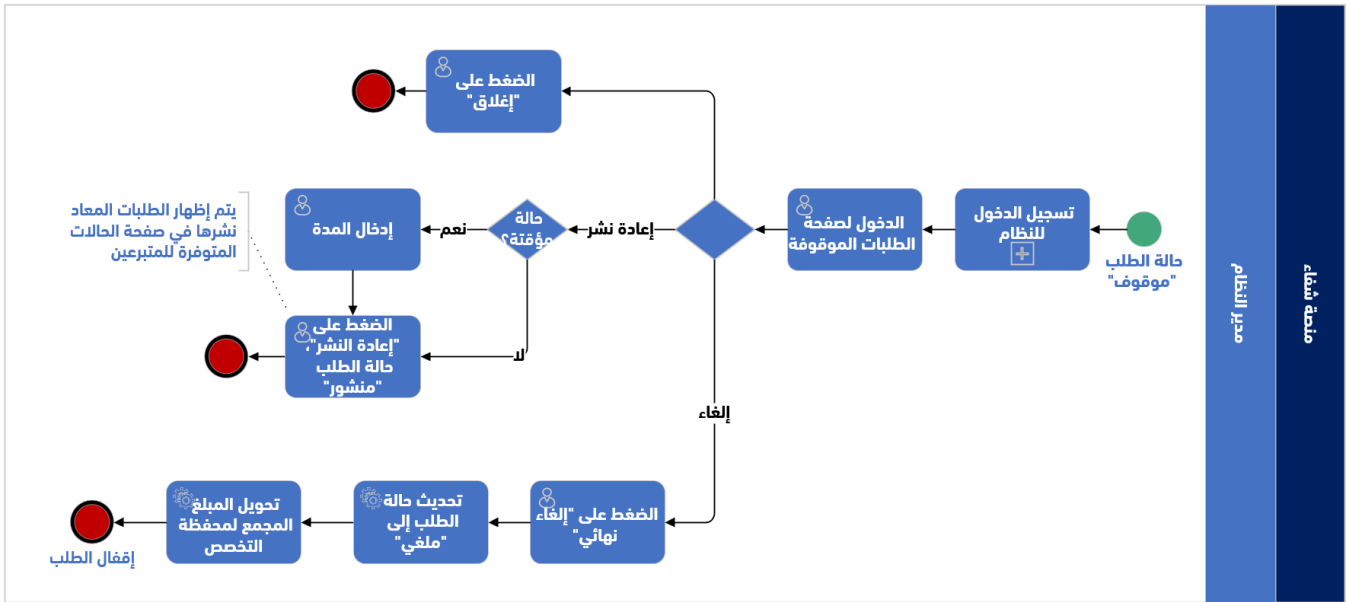 منصة شفاء
مدير النظام
حالة الطلب
"موقوف"
تسجيل الدخول
للنظام
الدخول لصفحة
الطلبات الموقوفة
الضغط على
"إغلاق"
إعادة نشر
حالة
مؤقتة؟
نعم
إدخال المدة
لا
الضغط على
"إعادة النشر"،
حالة الطلب
"منشور"
يتم إظهار الطلبات المعاد
نشرها في صفحة الحالات
المتوفرة للمتبرعين
إلغاء
الضغط على "إلغاء
نهائي"
تحديث حالة
الطلب إلى
"ملغي"
تحويل المبلغ
المجمع لمحفظة
التخصص
إقفال الطلب